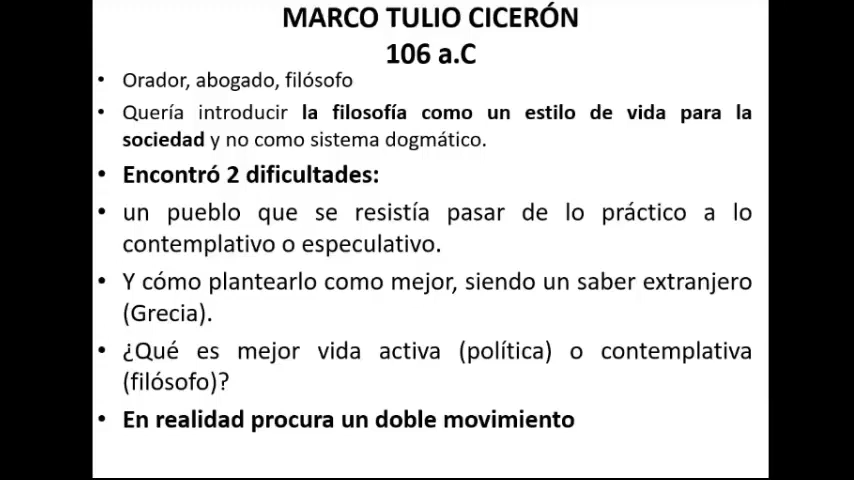 MARCO TULIO CICERÓN
106 a.C
• Orador, abogado, filósofo
• Quería introducir la filosofía como un estilo de vida para la
sociedad y no como sistema dogmático.
• Encontró 2 dificultades:
• un pueblo que se resistía pasar de lo práctico a lo
contemplativo o especulativo.
• Y cómo plantearlo como mejor, siendo un saber extranjero
(Grecia).
• ¿Qué es mejor vida activa (política) o contemplativa
(filósofo)?
• En realidad procura un doble movimiento